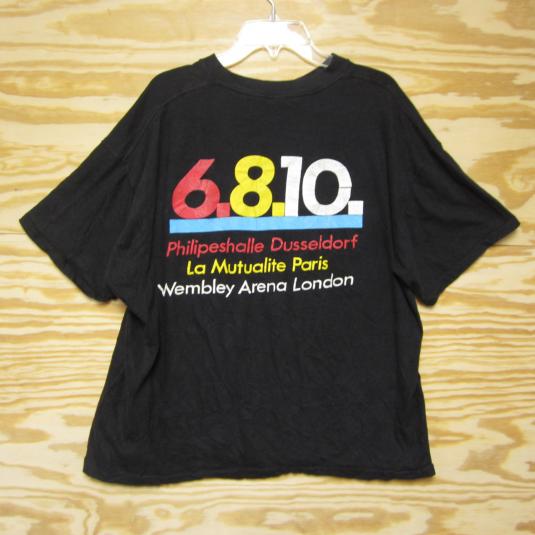 6.8.10.
Philipeshalle Dusseldorf
La Mutualite Paris
Wembley Arena London